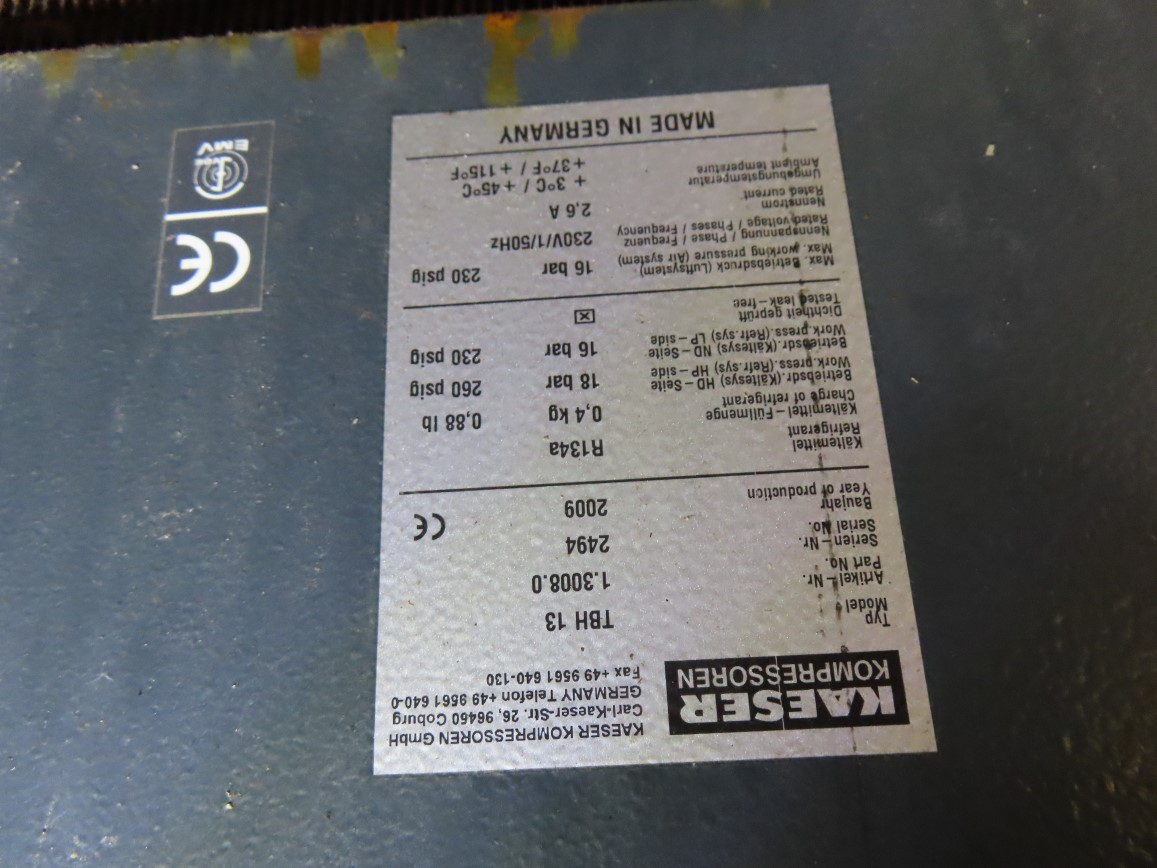 KAESER
KOMPRESSOREN
KAESER KOMPRESSOREN GmbH
Carl-Kaeser-Str. 26, 96450 Coburg
GERMANY Telefon +49 9561 640-0
Fax +49 9561 640-130
Typ
Model
TBH 13
Artikel-Nr.
Part No.
1.3008.0
Serien-Nr.
Serial No.
2494
Baujahr
Year of production
2009
CE
Kältemittel
Refrigerant
R134a
Kältemittel-Füllmenge
Charge of refrigerant
0,4 kg 0,88 lb
Betriebsdr.(Kältesys) HD-Seite
Work.press.(Refr.sys) HP-side
18 bar 260 psig
Betriebsdr.(Kältesys) ND-Seite
Work.press.(Refr.sys) LP-side
16 bar 230 psig
Dichtheit geprüft
Tested leak-free
Max. Betriebsdruck (Luftsystem)
Max. working pressure (Air system)
16 bar 230 psig
Nennspannung / Phase / Frequenz
Rated voltage / Phases / Frequency
230V/1/50Hz
Nennstrom
Rated current
2,6 A
Umgebungstemperatur
Ambient temperature
+ 3°C / +45°C
+37°F / +115°F
MADE IN GERMANY
CE
EMV